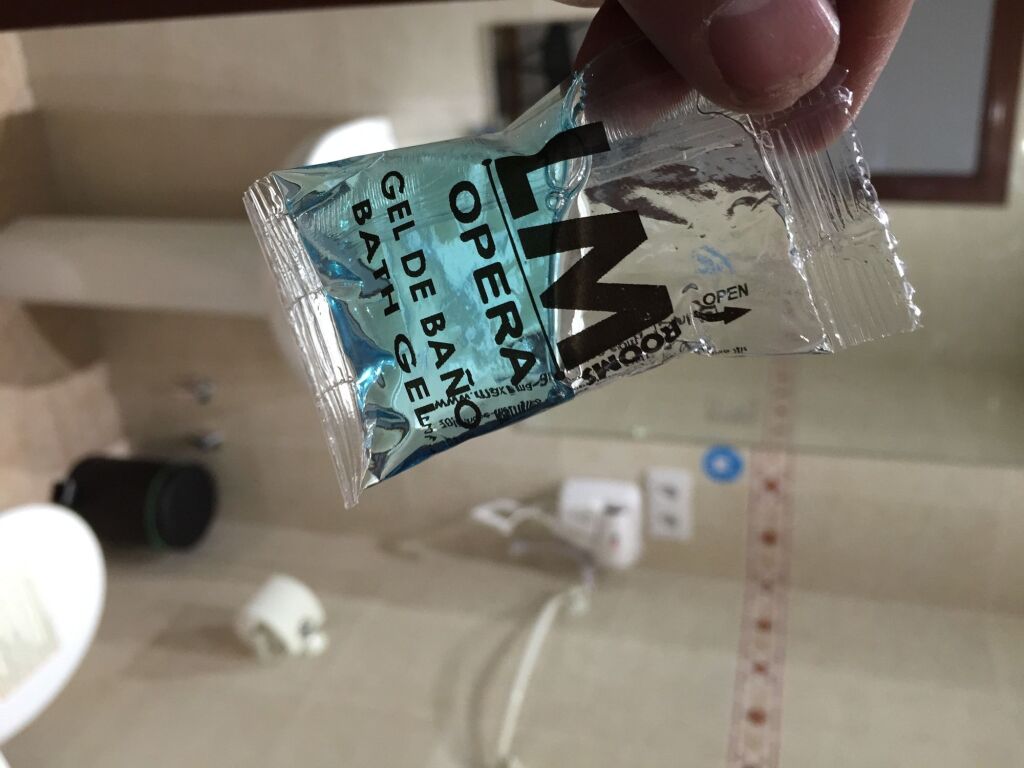 OPEN
LM
ROOMS
OPERA
GEL DE BAÑO
BATH GEL